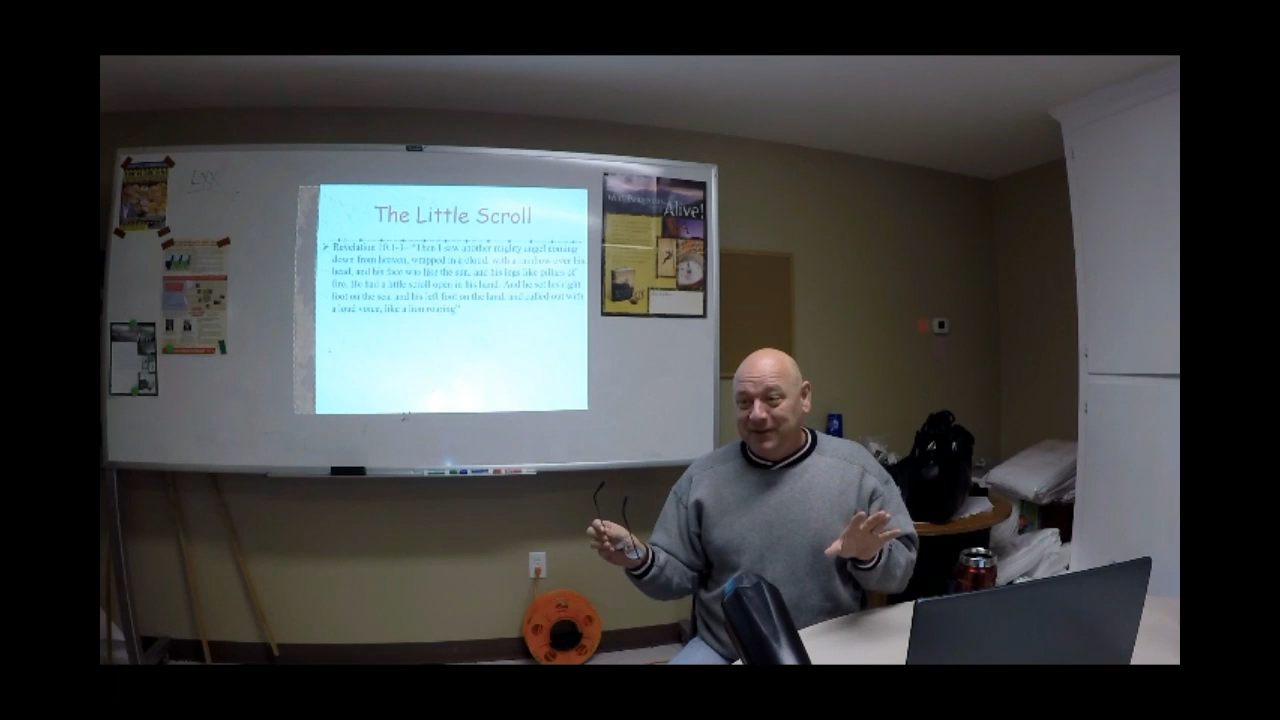 LXX
The Little Scroll
➢ Revelation 10:1-3 - "Then I saw another mighty angel coming
down from heaven, wrapped in a cloud, with a rainbow over his
head, and his face was like the sun, and his legs like pillars of
fire. He had a little scroll open in his hand. And he set his right
foot on the sea, and his left foot on the land, and called out with
a loud voice, like a lion roaring"
Alive!